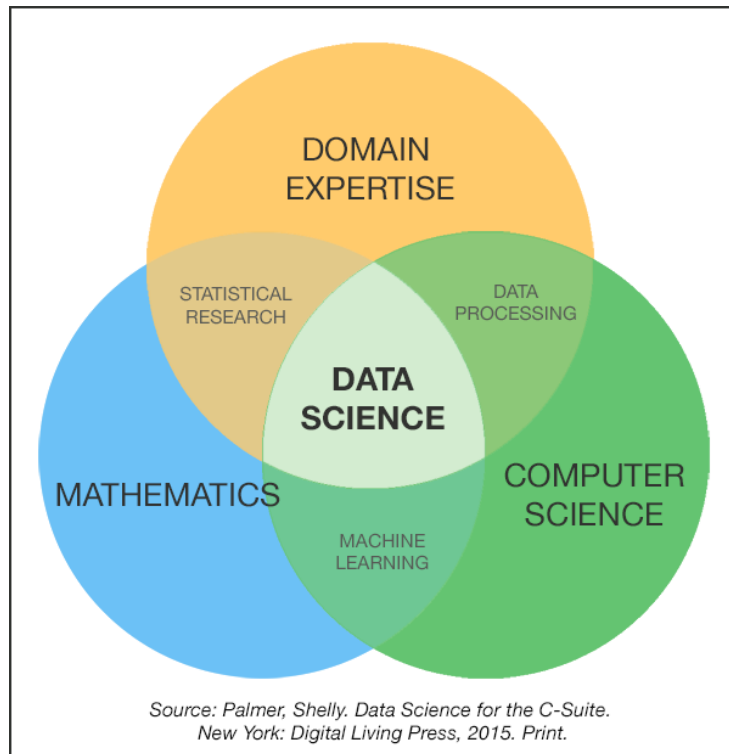 DOMAIN
EXPERTISE
STATISTICAL
RESEARCH
DATA
PROCESSING
DATA
SCIENCE
MATHEMATICS
COMPUTER
SCIENCE
MACHINE
LEARNING
Source: Palmer, Shelly. Data Science for the C-Suite.
New York: Digital Living Press, 2015. Print.